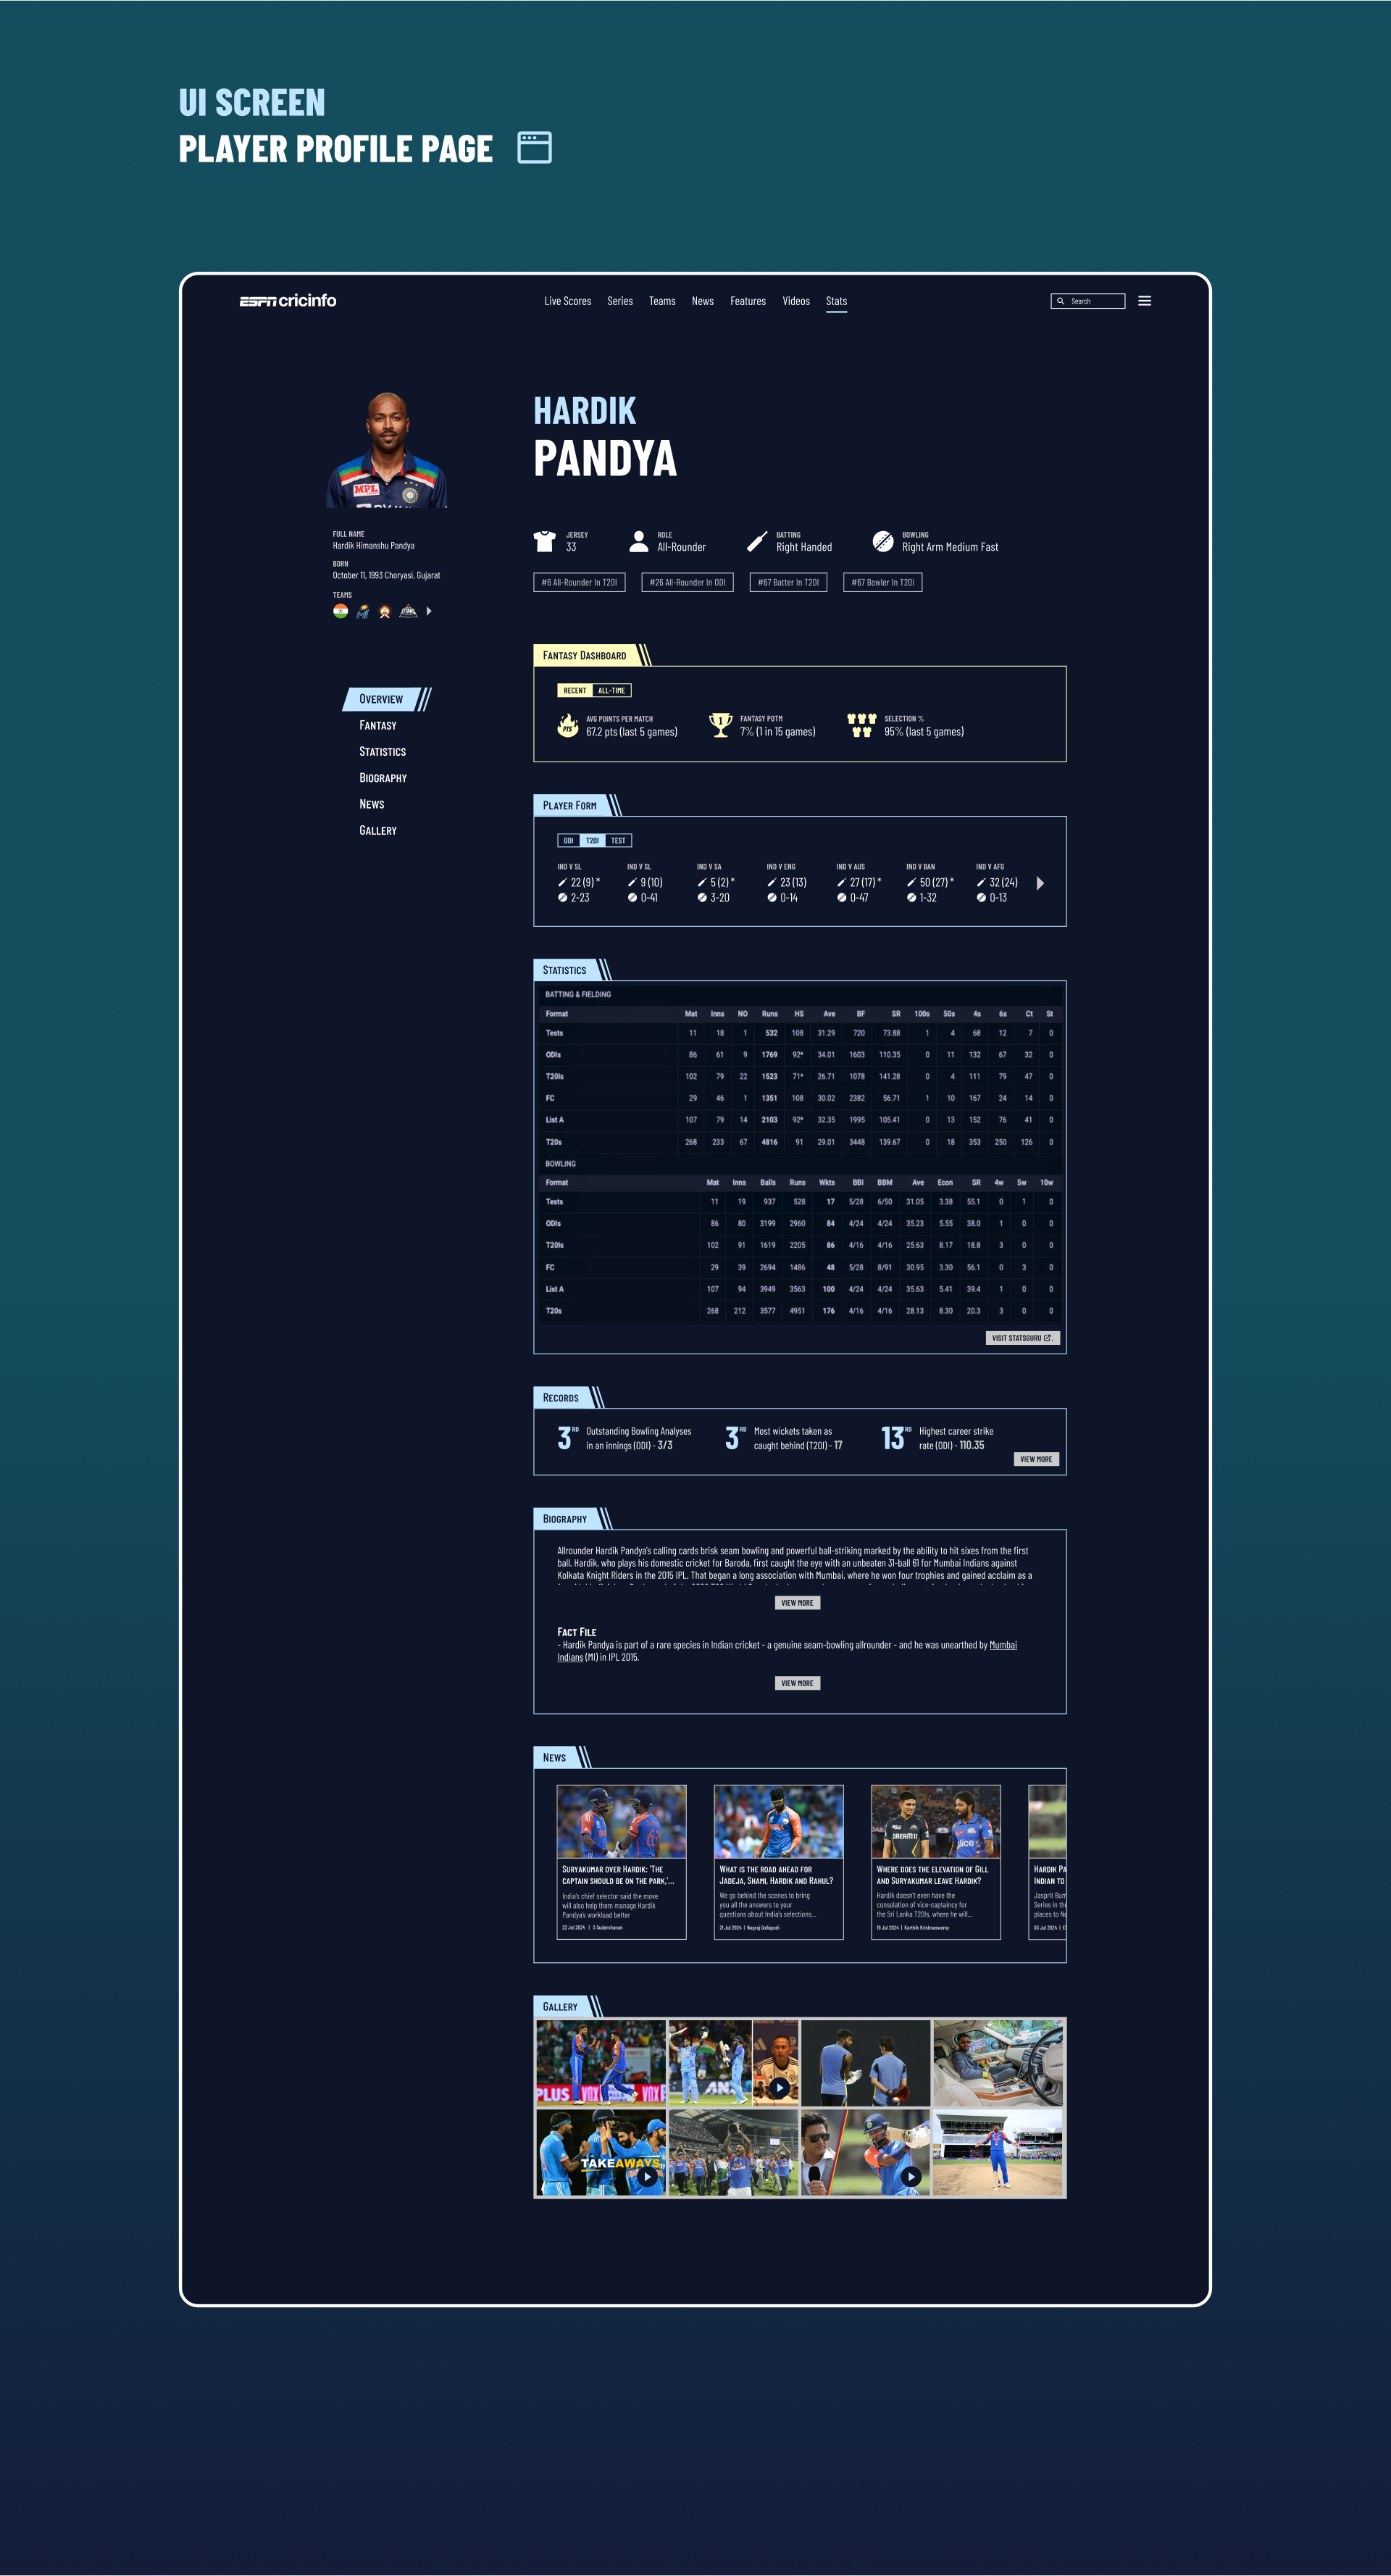 UI SCREEN
PLAYER PROFILE PAGE
ESPN cricinfo
Live Scores Series Teams News Features Videos Stats
Search
HARDIK
PANDYA
MPL
FULL NAME
Hardik Himanshu Pandya
BORN
October 11, 1993 Choryasi, Gujarat
TEAMS
JERSEY
33
ROLE
All-Rounder
BATTING
Right Handed
BOWLING
Right Arm Medium Fast
#6 All-Rounder In T20I
#26 All-Rounder In ODI
#67 Batter In T20I
#67 Bowler In T20I
OVERVIEW
FANTASY
STATISTICS
BIOGRAPHY
NEWS
GALLERY
FANTASY DASHBOARD
RECENT ALL-TIME
PTS
AVG POINTS PER MATCH
67.2 pts (last 5 games)
1
FANTASY POTM
7% (1 in 15 games)
SELECTION %
95% (last 5 games)
PLAYER FORM
ODI T20I TEST
IND V SL IND V SL IND V SA IND V ENG IND V AUS IND V BAN IND V AFG
22 (9) * 9 (10) 5 (2) * 23 (13) 27 (17) * 50 (27) * 32 (24)
2-23 0-41 3-20 0-14 0-47 1-32 0-13
STATISTICS
BATTING & FIELDING
Format Mat Inns NO Runs HS Ave BF SR 100s 50s 4s 6s Ct St
Tests 11 18 1 532 108 31.29 720 73.88 1 4 68 12 7 0
ODIs 86 61 9 1769 92* 34.01 1603 110.35 0 11 132 67 32 0
T20Is 102 79 22 1523 71* 26.71 1078 141.28 0 4 111 79 47 0
FC 29 46 1 1351 108 30.02 2382 56.71 1 10 167 24 14 0
List A 107 79 14 2103 92* 32.35 1995 105.41 0 13 152 76 41 0
T20s 268 233 67 4816 91 29.01 3448 139.67 0 18 353 250 126 0
BOWLING
Format Mat Inns Balls Runs Wkts BBI BBM Ave Econ SR 4w 5w 10w
Tests 11 19 937 528 17 5/28 6/50 31.05 3.38 55.1 0 1 0
ODIs 86 80 3199 2960 84 4/24 4/24 35.23 5.55 38.0 1 0 0
T20Is 102 91 1619 2205 86 4/16 4/16 25.63 8.17 18.8 3 0 0
FC 29 39 2694 1486 48 5/28 8/91 30.95 3.30 56.1 0 3 0
List A 107 94 3949 3563 100 4/24 4/24 35.63 5.41 39.4 1 0 0
T20s 268 212 3577 4951 176 4/16 4/16 28.13 8.30 20.3 3 0 0
VISIT STATSGURU .
RECORDS
3RD Outstanding Bowling Analyses
in an innings (ODI) - 3/3
3RD Most wickets taken as
caught behind (T20I) - 17
13RD Highest career strike
rate (ODI) - 110.35
VIEW MORE
BIOGRAPHY
Allrounder Hardik Pandya's calling cards brisk seam bowling and powerful ball-striking marked by the ability to hit sixes from the first
ball. Hardik, who plays his domestic cricket for Baroda, first caught the eye with an unbeaten 31-ball 61 for Mumbai Indians against
Kolkata Knight Riders in the 2015 IPL. That began a long association with Mumbai, where he won four trophies and gained acclaim as a
VIEW MORE
FACT FILE
- Hardik Pandya is part of a rare species in Indian cricket - a genuine seam-bowling allrounder - and he was unearthed by Mumbai
Indians (MI) in IPL 2015.
VIEW MORE
NEWS
DREAM11
SURYAKUMAR OVER HARDIK: 'THE
CAPTAIN SHOULD BE ON THE PARK,'...
India's chief selector said the move
will also help them manage Hardik
Pandya's workload better
22 Jul 2024 | S Sudarshanan
WHAT IS THE ROAD AHEAD FOR
JADEJA, SHAMI, HARDIK AND RAHUL?
We go behind the scenes to bring
you all the answers to your
questions about India's selections...
21 Jul 2024 | Nagraj Gollapudi
WHERE DOES THE ELEVATION OF GILL
AND SURYAKUMAR LEAVE HARDIK?
Hardik doesn't even have the
consolation of vice-captaincy for
the Sri Lanka T20Is, where he will...
19 Jul 2024 | Karthik Krishnaswamy
HARDIK PA
INDIAN TO
Jasprit Bum
Series in the
places to No
03 Jul 2024 | ES
GALLERY
PLUS VOX VOX
TAKEAWAYS